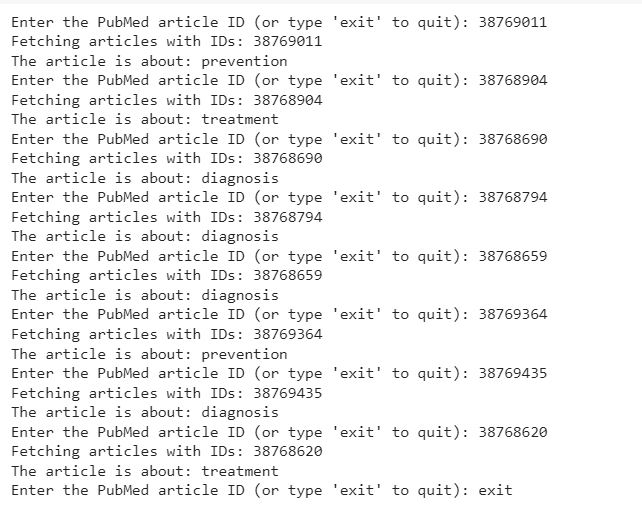 Enter the PubMed article ID (or type 'exit' to quit): 38769011
Fetching articles with IDs: 38769011
The article is about: prevention
Enter the PubMed article ID (or type 'exit' to quit): 38768904
Fetching articles with IDs: 38768904
The article is about: treatment
Enter the PubMed article ID (or type 'exit' to quit): 38768690
Fetching articles with IDs: 38768690
The article is about: diagnosis
Enter the PubMed article ID (or type 'exit' to quit): 38768794
Fetching articles with IDs: 38768794
The article is about: diagnosis
Enter the PubMed article ID (or type 'exit' to quit): 38768659
Fetching articles with IDs: 38768659
The article is about: diagnosis
Enter the PubMed article ID (or type 'exit' to quit): 38769364
Fetching articles with IDs: 38769364
The article is about: prevention
Enter the PubMed article ID (or type 'exit' to quit): 38769435
Fetching articles with IDs: 38769435
The article is about: diagnosis
Enter the PubMed article ID (or type 'exit' to quit): 38768620
Fetching articles with IDs: 38768620
The article is about: treatment
Enter the PubMed article ID (or type 'exit' to quit): exit